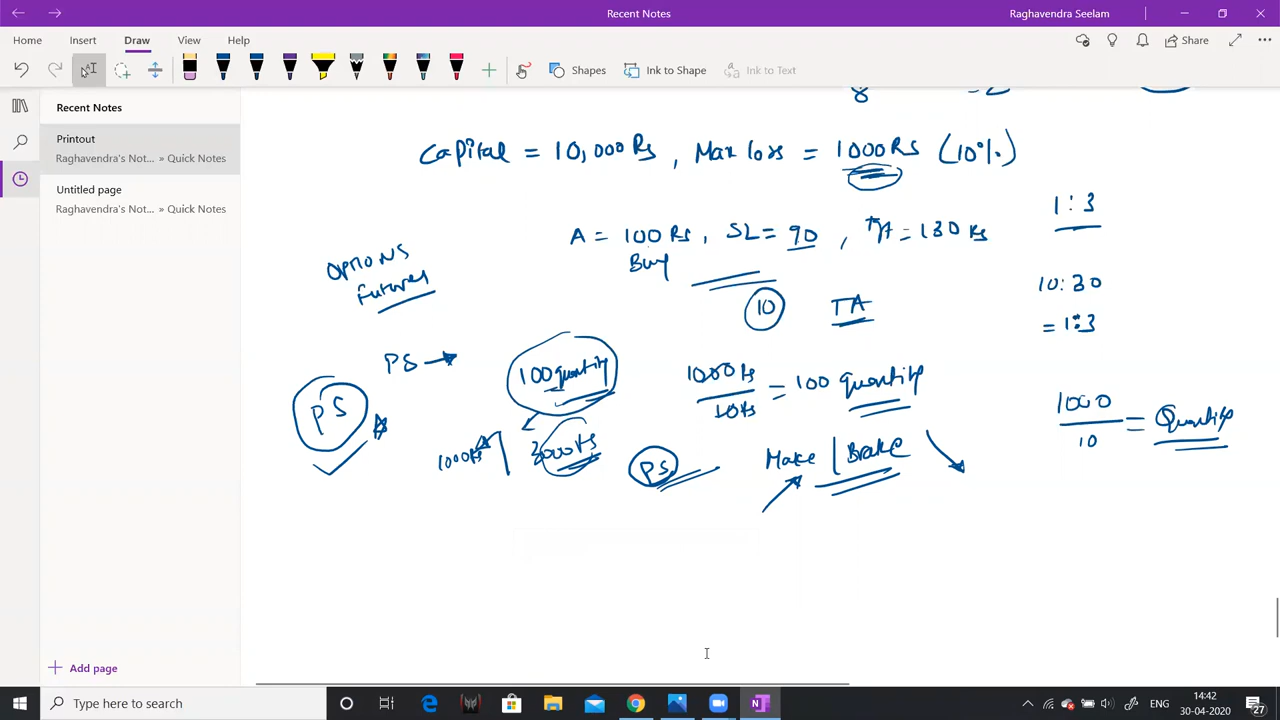 Recent Notes
Raghavendra Seelam
Home Insert Draw View Help
Share
Shapes
Ink to Shape
Ink to Text
Recent Notes
Printout
Raghavendra's Not... » Quick Notes
Untitled page
Raghavendra's Not... » Quick Notes
8 =2
Capital = 10,000 Rs, Max loss = 1000 Rs (10%)
1:3
A = 100 Rs, SL = 90, = 130 Rs
Buy
OPTIONS
Futures
10 TA
10:30
= 1:3
PS →
100 quantity
1000 Rs / 10 Rs = 100 quantity
1000 / 10 = Quantity
PS
1000 Rs
3000 Rs
PS
Make | Brake
Add page
Type here to search
ENG
14:42
30-04-2020
27